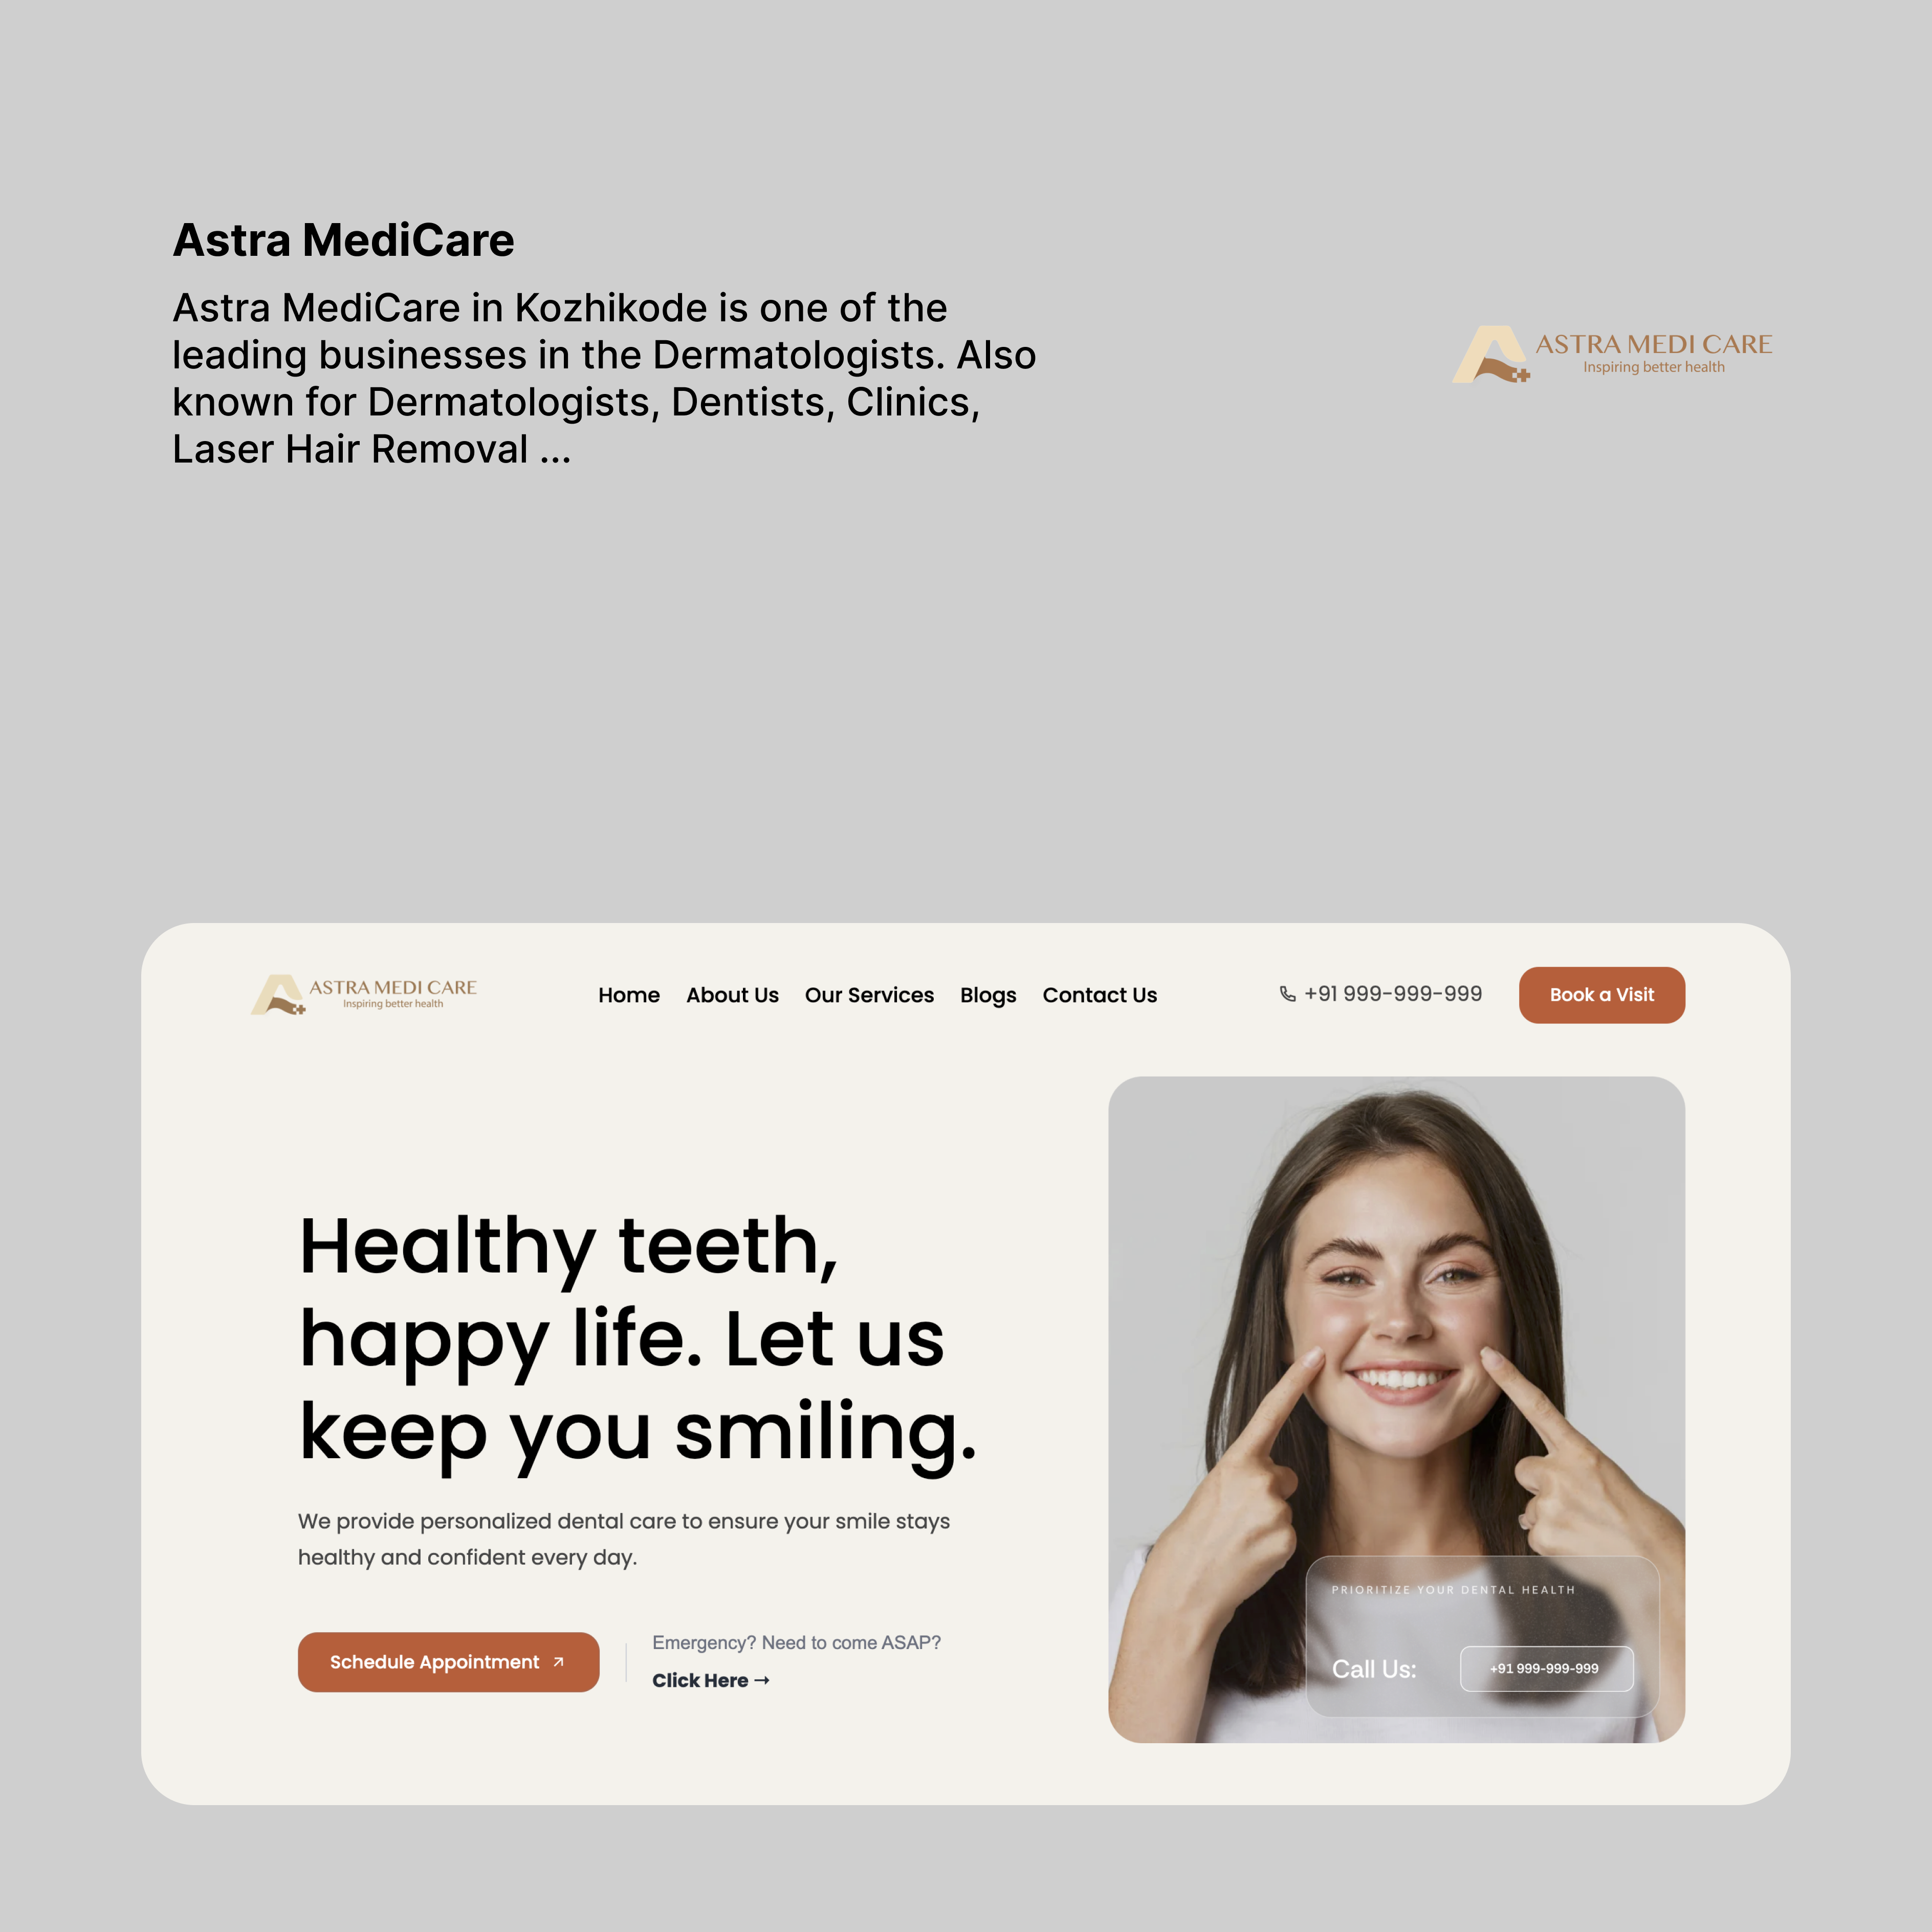 Astra MediCare
Astra MediCare in Kozhikode is one of the
leading businesses in the Dermatologists. Also
known for Dermatologists, Dentists, Clinics,
Laser Hair Removal ...
ASTRA MEDI CARE
Inspiring better health
ASTRA MEDI CARE
Inspiring better health
Home About Us Our Services Blogs Contact Us
+91 999-999-999
Book a Visit
Healthy teeth,
happy life. Let us
keep you smiling.
We provide personalized dental care to ensure your smile stays
healthy and confident every day.
Schedule Appointment ↗
Emergency? Need to come ASAP?
Click Here →
PRIORITIZE YOUR DENTAL HEALTH
Call Us:
+91 999-999-999